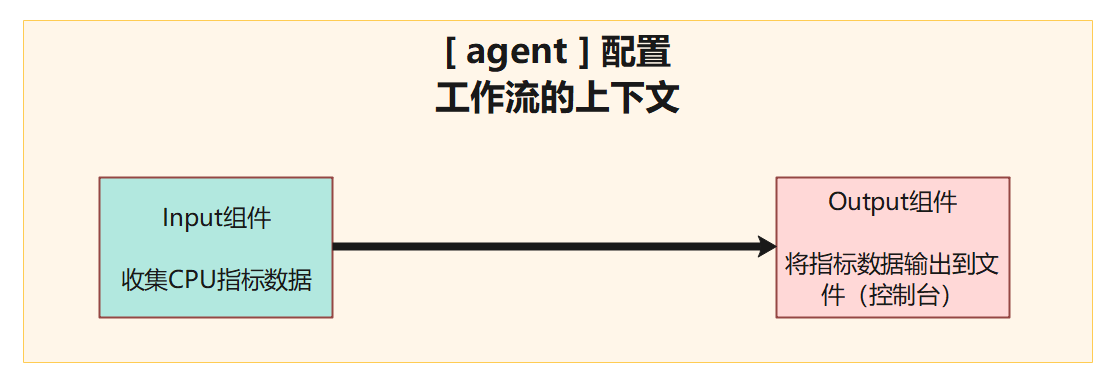 [ agent ] 配置
工作流的上下文
Input组件
收集CPU指标数据
Output组件
将指标数据输出到文
件（控制台）